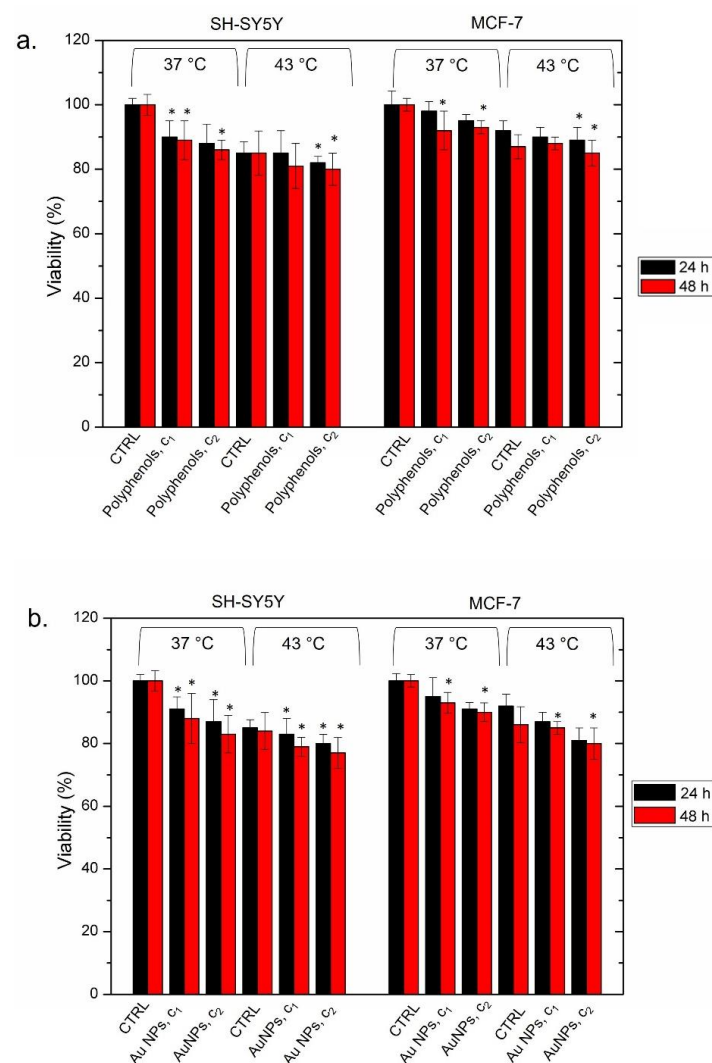 a.
SH-SY5Y
MCF-7
37 °C
43 °C
37 °C
43 °C
120
100
80
60
40
20
0
Viability (%)
*
*
*
*
*
*
*
*
*
CTRL
Polyphenols, c1
Polyphenols, c2
CTRL
Polyphenols, c1
Polyphenols, c2
CTRL
Polyphenols, c1
Polyphenols, c2
CTRL
Polyphenols, c1
Polyphenols, c2
24 h
48 h
b.
SH-SY5Y
MCF-7
37 °C
43 °C
37 °C
43 °C
120
100
80
60
40
20
0
Viability (%)
*
*
*
*
*
*
*
*
*
*
*
*
CTRL
Au NPs, c1
AuNPs, c2
CTRL
AuNPs, c1
Au NPs, c2
CTRL
Au NPs, c1
AuNPs, c2
CTRL
Au NPs, c1
AuNPs, c2
24 h
48 h